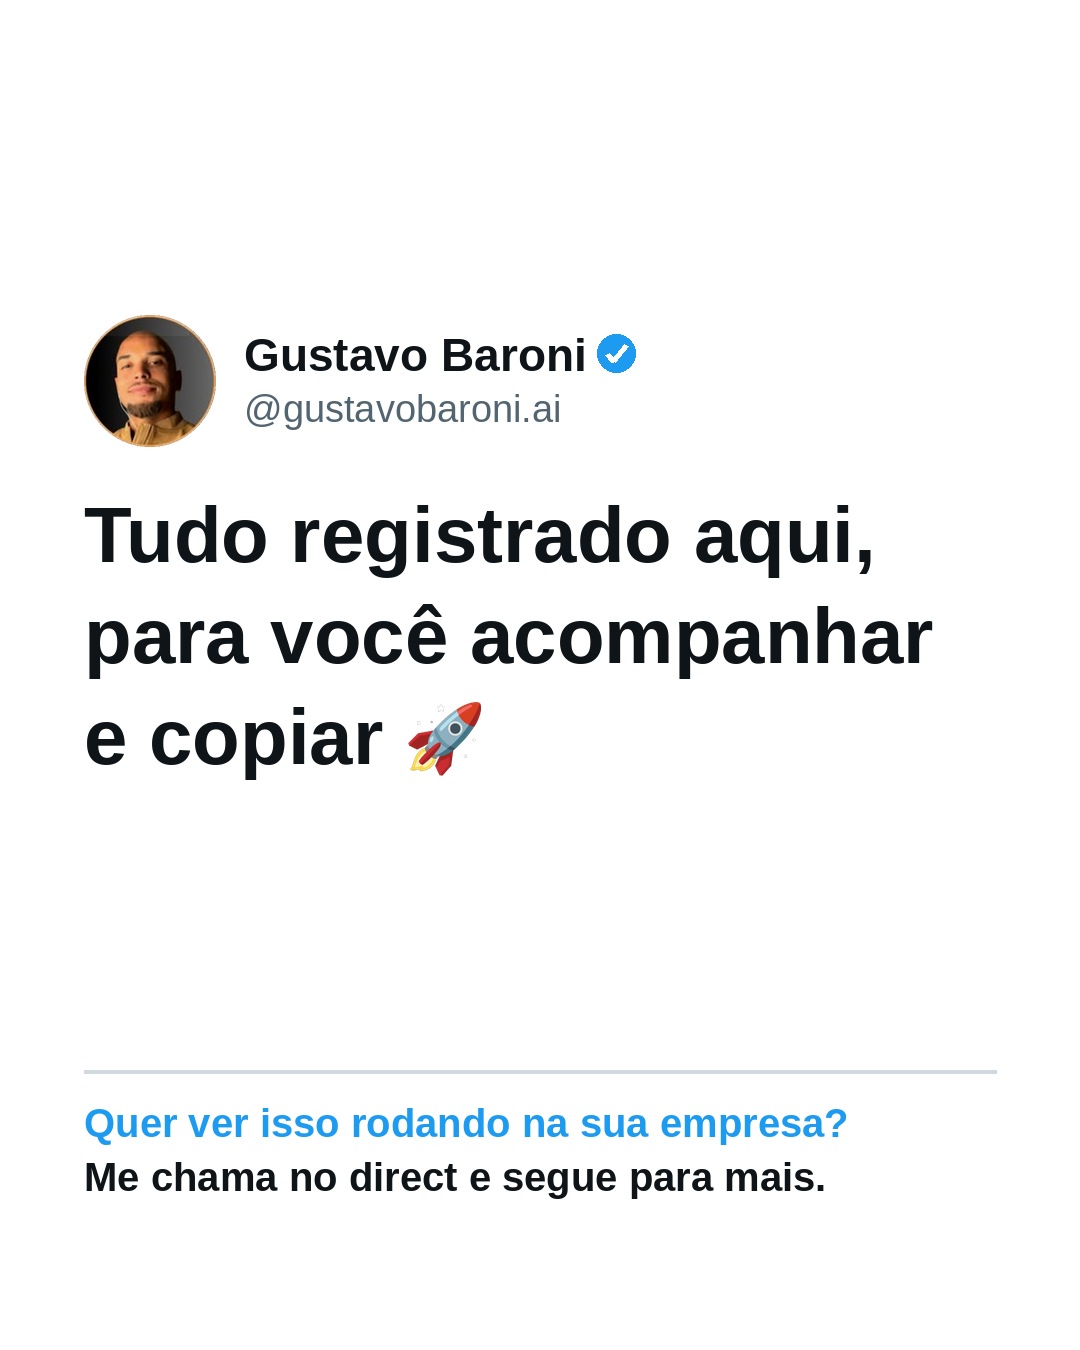 Gustavo Baroni
@gustavobaroni.ai
Tudo registrado aqui,
para você acompanhar
e copiar 🚀
Quer ver isso rodando na sua empresa?
Me chama no direct e segue para mais.